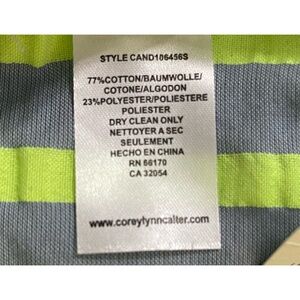 STYLE CAND106456S
77%COTTON/BAUMWOLLE/
COTONE/ALGODON
23%POLYESTER/POLIESTERE
POLIESTER
DRY CLEAN ONLY
NETTOYER A SEC
SEULEMENT
HECHO EN CHINA
RN 66170
CA 32054
www.coreylynncalter.com